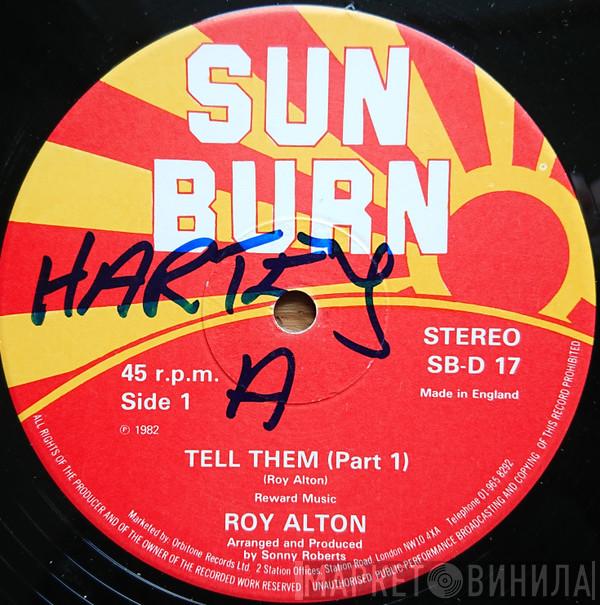 SUN
BURN
HARTEY
A
STEREO
SB-D 17
Made in England
45 r.p.m.
Side 1
℗ 1982
TELL THEM (Part 1)
(Roy Alton)
Reward Music
ROY ALTON
Arranged and Produced
by Sonny Roberts
Marketed by: Orbitone Records Ltd. 2 Station Offices, Station Road London NW10 4XA Telephone 01 965 8292
ALL RIGHTS OF THE PRODUCER AND OF THE OWNER OF THE RECORDED WORK RESERVED UNAUTHORISED PUBLIC PERFORMANCE BROADCASTING AND COPYING OF THIS RECORD PROHIBITED
МАРКЕТ ВИНИЛА